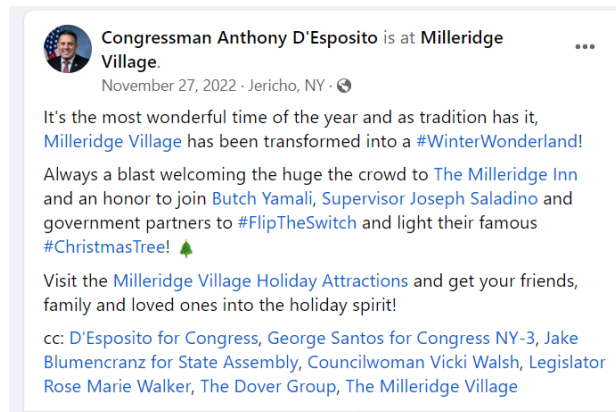 Congressman Anthony D'Esposito is at Milleridge
Village.
November 27, 2022 · Jericho, NY ·
It's the most wonderful time of the year and as tradition has it,
Milleridge Village has been transformed into a #WinterWonderland!
Always a blast welcoming the huge the crowd to The Milleridge Inn
and an honor to join Butch Yamali, Supervisor Joseph Saladino and
government partners to #FlipTheSwitch and light their famous
#ChristmasTree! 🎄
Visit the Milleridge Village Holiday Attractions and get your friends,
family and loved ones into the holiday spirit!
cc: D'Esposito for Congress, George Santos for Congress NY-3, Jake
Blumencranz for State Assembly, Councilwoman Vicki Walsh, Legislator
Rose Marie Walker, The Dover Group, The Milleridge Village